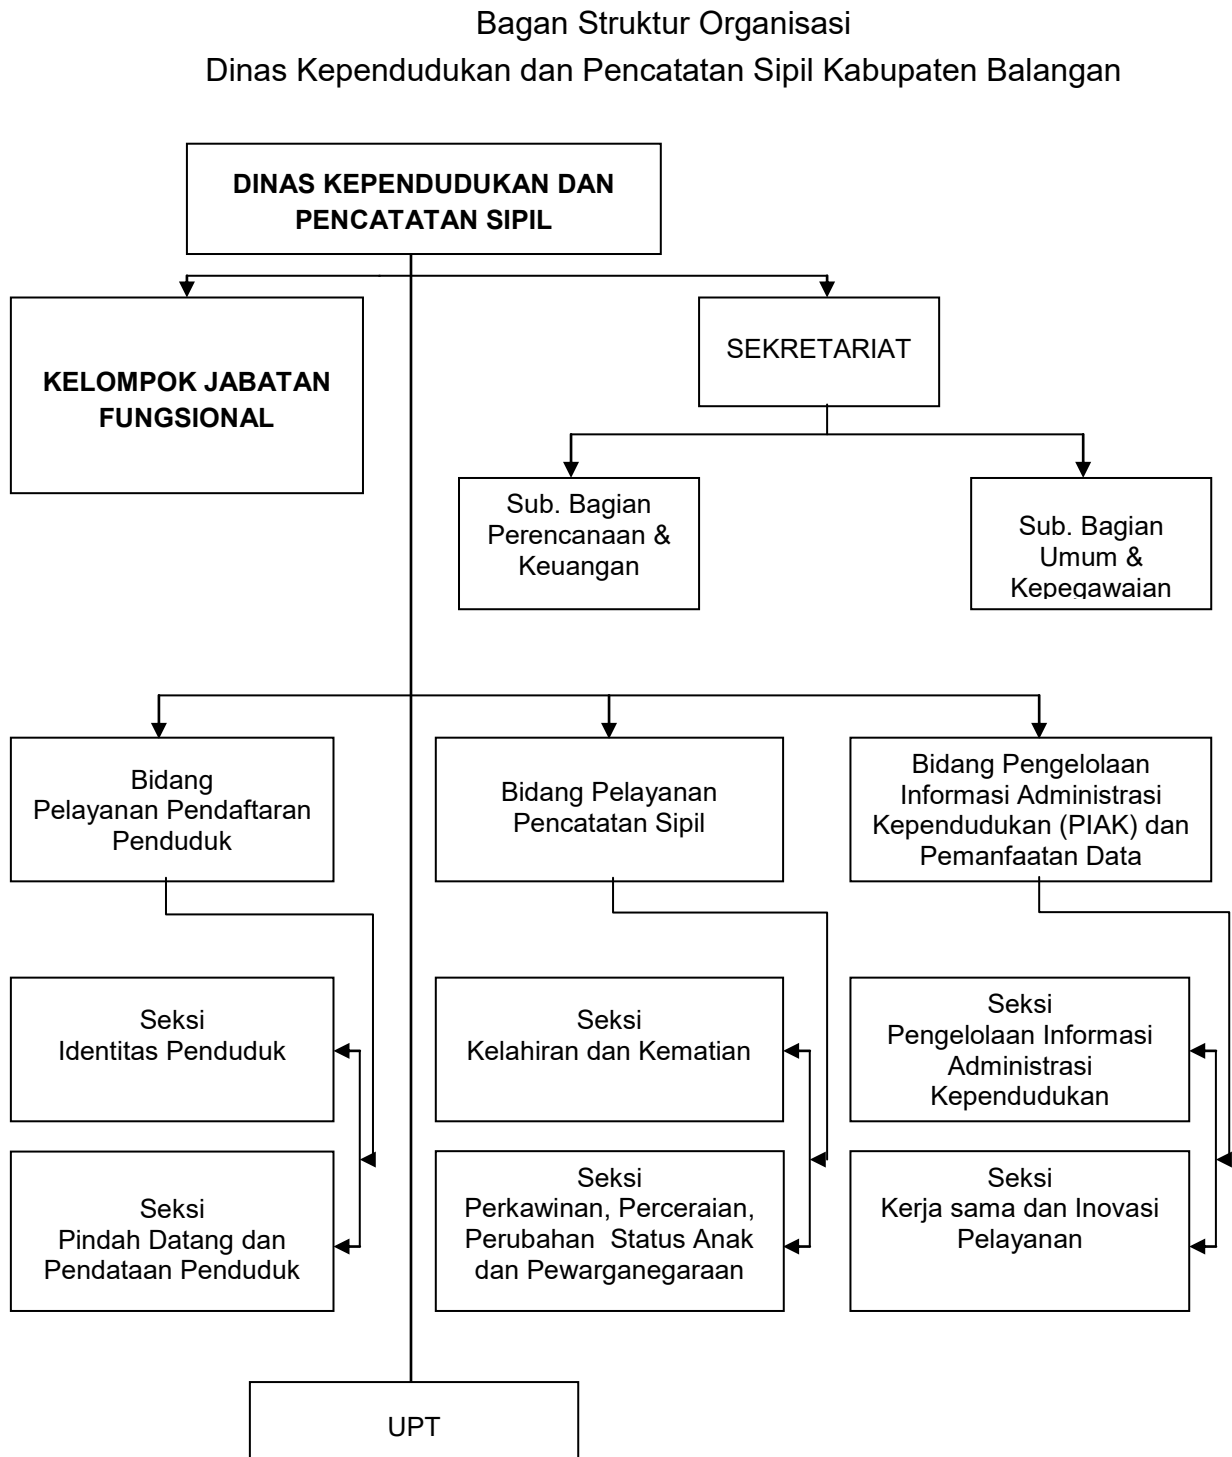 Bagan Struktur Organisasi
Dinas Kependudukan dan Pencatatan Sipil Kabupaten Balangan
DINAS KEPENDUDUKAN DAN
PENCATATAN SIPIL
KELOMPOK JABATAN
FUNGSIONAL
SEKRETARIAT
Sub. Bagian
Perencanaan &
Keuangan
Sub. Bagian
Umum &
Kepegawaian
Bidang
Pelayanan Pendaftaran
Penduduk
Bidang Pelayanan
Pencatatan Sipil
Bidang Pengelolaan
Informasi Administrasi
Kependudukan (PIAK) dan
Pemanfaatan Data
Seksi
Identitas Penduduk
Seksi
Kelahiran dan Kematian
Seksi
Pengelolaan Informasi
Administrasi
Kependudukan
Seksi
Pindah Datang dan
Pendataan Penduduk
Seksi
Perkawinan, Perceraian,
Perubahan  Status Anak
dan Pewarganegaraan
Seksi
Kerja sama dan Inovasi
Pelayanan
UPT